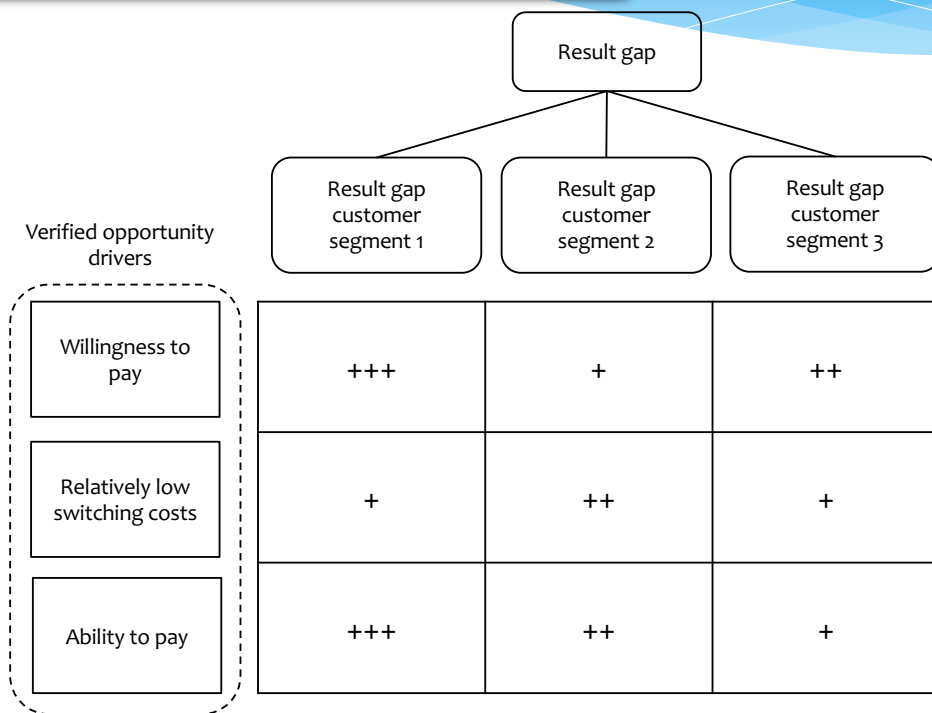 Result gap
Result gap
customer
segment 1
Result gap
customer
segment 2
Result gap
customer
segment 3
Verified opportunity
drivers
Willingness to
pay
+++
+
++
Relatively low
switching costs
+
++
+
Ability to pay
+++
++
+